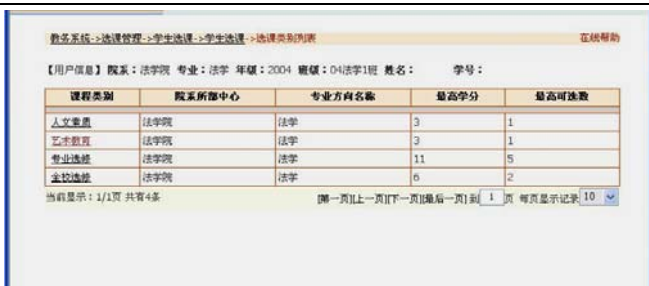 教务系统->选课管理->学生选课->学生选课->选课类别列表 在线帮助
【用户信息】院系：法学院 专业：法学 年级：2004 班级：04法学1班 姓名： 学号：
课程类别 院系所部中心 专业方向名称 最高学分 最高可选数
人文素质 法学院 法学 3 1
艺术教育 法学院 法学 3 1
专业选修 法学院 法学 11 5
全校选修 法学院 法学 6 2
当前显示：1/1页 共有4条 [第一页][上一页][下一页][最后一页] 到 1 页 每页显示记录 10